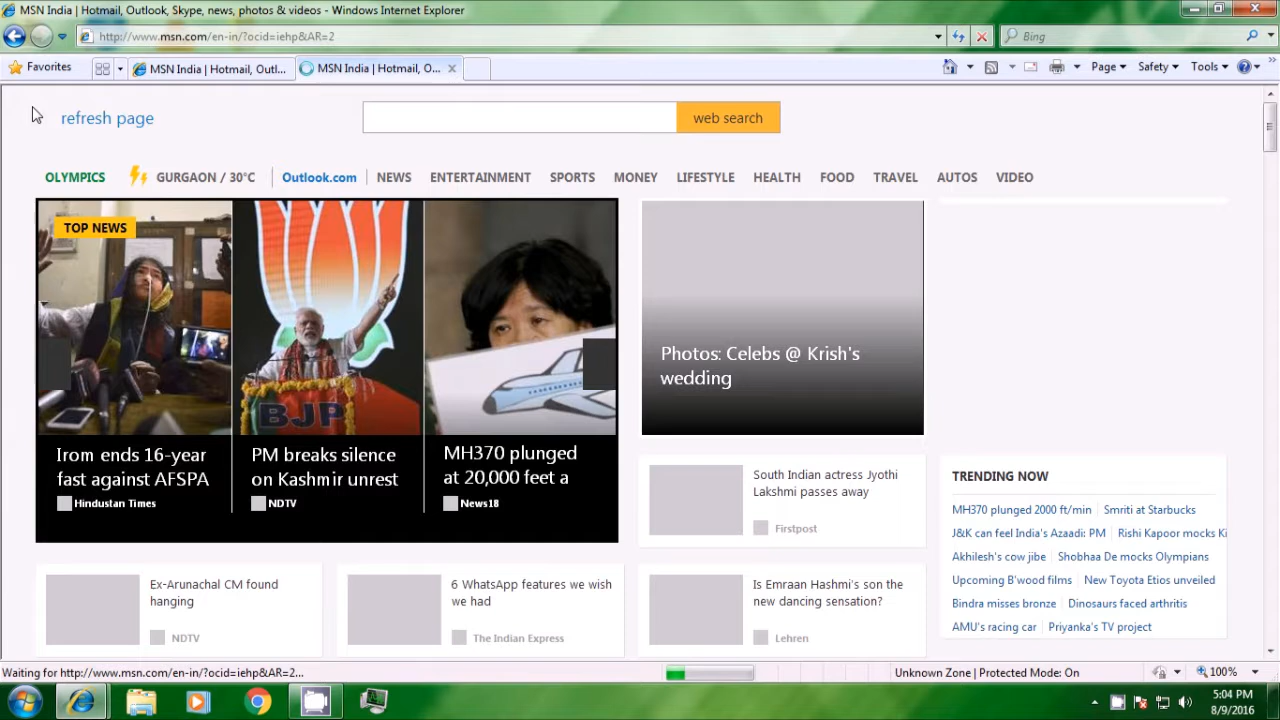 MSN India | Hotmail, Outlook, Skype, news, photos & videos - Windows Internet Explorer
http://www.msn.com/en-in/?ocid=iehp&AR=2
Bing
Favorites
MSN India | Hotmail, Outl...
MSN India | Hotmail, O...
Page
Safety
Tools
refresh page
web search
OLYMPICS
GURGAON / 30°C
Outlook.com
NEWS
ENTERTAINMENT
SPORTS
MONEY
LIFESTYLE
HEALTH
FOOD
TRAVEL
AUTOS
VIDEO
TOP NEWS
BJP
Irom ends 16-year
fast against AFSPA
Hindustan Times
PM breaks silence
on Kashmir unrest
NDTV
MH370 plunged
at 20,000 feet a
News18
Photos: Celebs @ Krish's
wedding
South Indian actress Jyothi
Lakshmi passes away
Firstpost
TRENDING NOW
MH370 plunged 2000 ft/min
Smriti at Starbucks
J&K can feel India's Azaadi: PM
Rishi Kapoor mocks Ki
Akhilesh's cow jibe
Shobhaa De mocks Olympians
Upcoming B'wood films
New Toyota Etios unveiled
Bindra misses bronze
Dinosaurs faced arthritis
AMU's racing car
Priyanka's TV project
Ex-Arunachal CM found
hanging
NDTV
6 WhatsApp features we wish
we had
The Indian Express
Is Emraan Hashmi's son the
new dancing sensation?
Lehren
Waiting for http://www.msn.com/en-in/?ocid=iehp&AR=2...
Unknown Zone | Protected Mode: On
100%
5:04 PM
8/9/2016